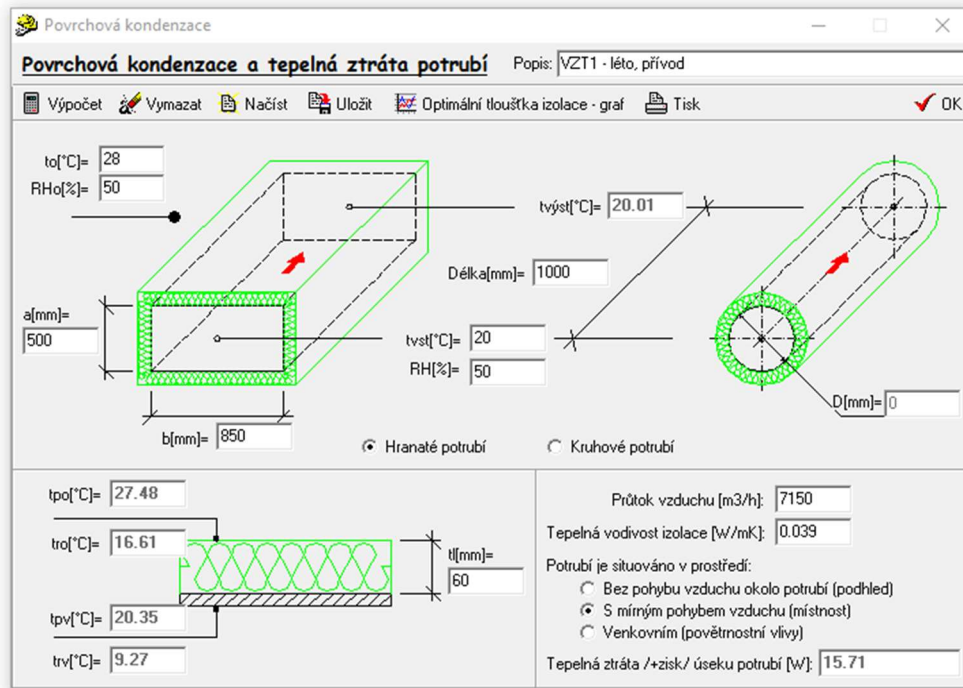 Povrchová kondenzace
Povrchová kondenzace a tepelná ztráta potrubí Popis: VZT1 - léto, přívod
Výpočet Vymazat Načíst Uložit Optimální tloušťka izolace - graf Tisk OK
to[°C]= 28
RHo[%]= 50
tvýst[°C]= 20.01
Délka[mm]= 1000
a[mm]= 500
tvst[°C]= 20
RH[%]= 50
D[mm]= 0
b[mm]= 850
Hranaté potrubí Kruhové potrubí
tpo[°C]= 27.48
tro[°C]= 16.61
tl[mm]= 60
tpv[°C]= 20.35
trv[°C]= 9.27
Průtok vzduchu [m3/h]: 7150
Tepelná vodivost izolace [W/mK]: 0.039
Potrubí je situováno v prostředí:
Bez pohybu vzduchu okolo potrubí (podhled)
S mírným pohybem vzduchu (místnost)
Venkovním (povětrnostní vlivy)
Tepelná ztráta /+zisk/ úseku potrubí [W]: 15.71